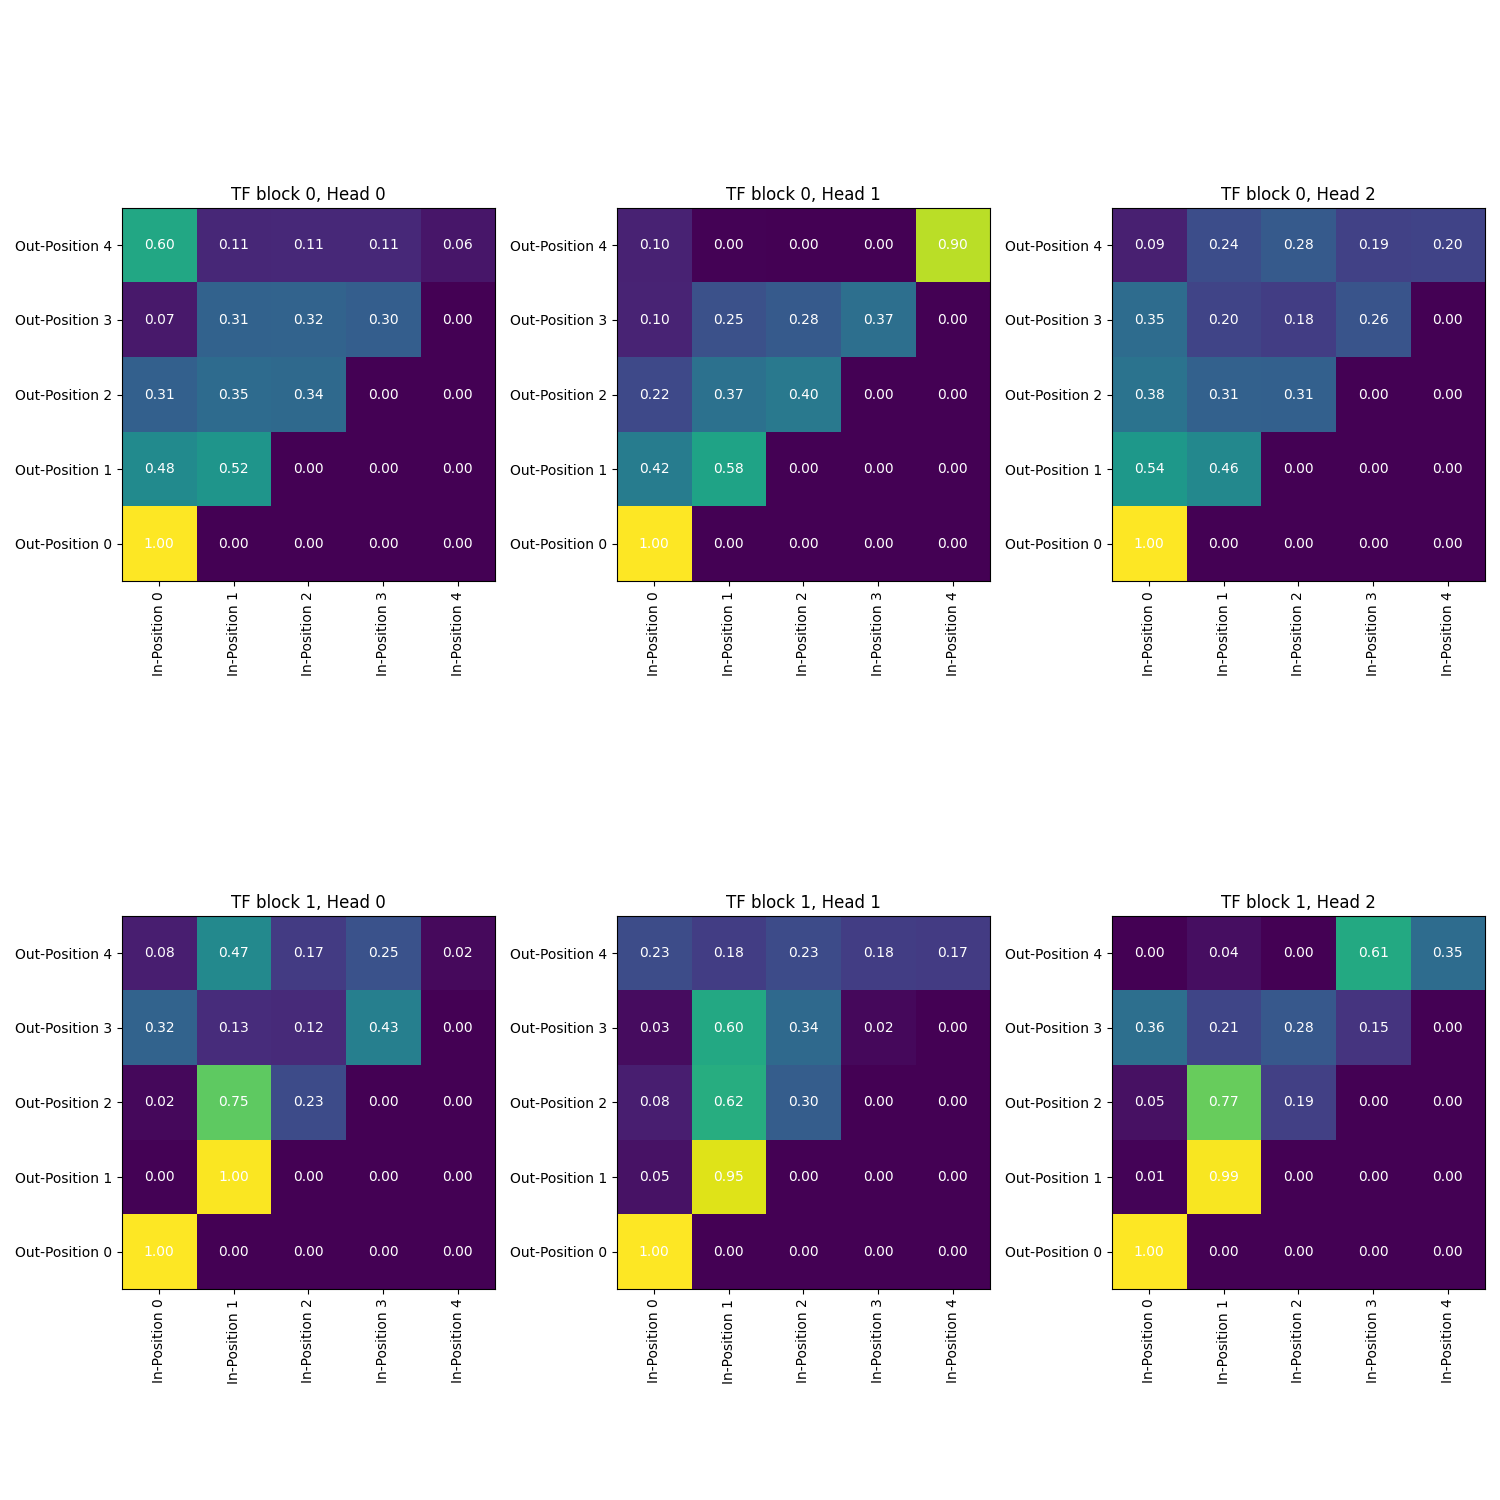 TF block 0, Head 0
Out-Position 4 0.60 0.11 0.11 0.11 0.06
Out-Position 3 0.07 0.31 0.32 0.30 0.00
Out-Position 2 0.31 0.35 0.34 0.00 0.00
Out-Position 1 0.48 0.52 0.00 0.00 0.00
Out-Position 0 1.00 0.00 0.00 0.00 0.00
In-Position 0
In-Position 1
In-Position 2
In-Position 3
In-Position 4
TF block 0, Head 1
Out-Position 4 0.10 0.00 0.00 0.00 0.90
Out-Position 3 0.10 0.25 0.28 0.37 0.00
Out-Position 2 0.22 0.37 0.40 0.00 0.00
Out-Position 1 0.42 0.58 0.00 0.00 0.00
Out-Position 0 1.00 0.00 0.00 0.00 0.00
In-Position 0
In-Position 1
In-Position 2
In-Position 3
In-Position 4
TF block 0, Head 2
Out-Position 4 0.09 0.24 0.28 0.19 0.20
Out-Position 3 0.35 0.20 0.18 0.26 0.00
Out-Position 2 0.38 0.31 0.31 0.00 0.00
Out-Position 1 0.54 0.46 0.00 0.00 0.00
Out-Position 0 1.00 0.00 0.00 0.00 0.00
In-Position 0
In-Position 1
In-Position 2
In-Position 3
In-Position 4
TF block 1, Head 0
Out-Position 4 0.08 0.47 0.17 0.25 0.02
Out-Position 3 0.32 0.13 0.12 0.43 0.00
Out-Position 2 0.02 0.75 0.23 0.00 0.00
Out-Position 1 0.00 1.00 0.00 0.00 0.00
Out-Position 0 1.00 0.00 0.00 0.00 0.00
In-Position 0
In-Position 1
In-Position 2
In-Position 3
In-Position 4
TF block 1, Head 1
Out-Position 4 0.23 0.18 0.23 0.18 0.17
Out-Position 3 0.03 0.60 0.34 0.02 0.00
Out-Position 2 0.08 0.62 0.30 0.00 0.00
Out-Position 1 0.05 0.95 0.00 0.00 0.00
Out-Position 0 1.00 0.00 0.00 0.00 0.00
In-Position 0
In-Position 1
In-Position 2
In-Position 3
In-Position 4
TF block 1, Head 2
Out-Position 4 0.00 0.04 0.00 0.61 0.35
Out-Position 3 0.36 0.21 0.28 0.15 0.00
Out-Position 2 0.05 0.77 0.19 0.00 0.00
Out-Position 1 0.01 0.99 0.00 0.00 0.00
Out-Position 0 1.00 0.00 0.00 0.00 0.00
In-Position 0
In-Position 1
In-Position 2
In-Position 3
In-Position 4